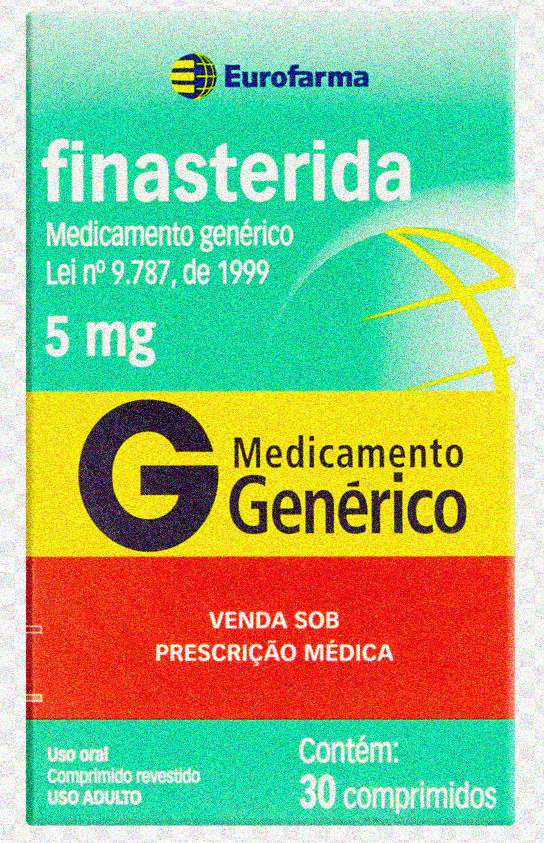 Eurofarma
finasterida
Medicamento genérico
Lei nº 9.787, de 1999
5 mg
G Medicamento
Genérico
VENDA SOB
PRESCRIÇÃO MÉDICA
Uso oral
Comprimido revestido
USO ADULTO
Contém:
30 comprimidos